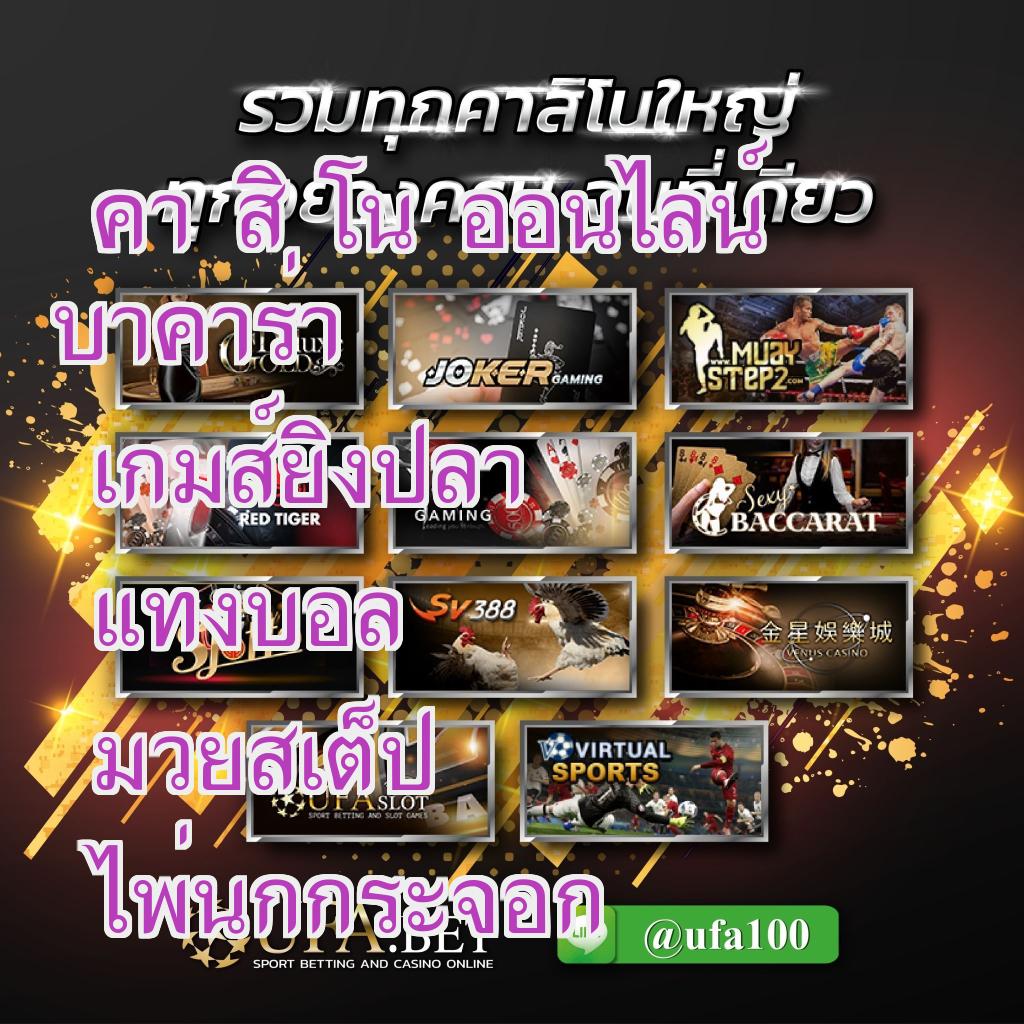 รวมทุกคาสิโนใหญ่
คา สิ โน ออนไลน์
บาคาร่า
JOKER GAMING
WWW.MUAY
STEP2.COM
เกมส์ยิงปลา
RED TIGER
GAMING
Sexy
BACCARAT
แทงบอล
SV388
金星娛樂城
VENUS CASINO
มวยสเต็ป
UFASLOT
SPORT BETTING AND SLOT GAMES
VIRTUAL
SPORTS
ไพ่นกกระจอก
UFA.BET
SPORT BETTING AND CASINO ONLINE
LINE
@ufa100